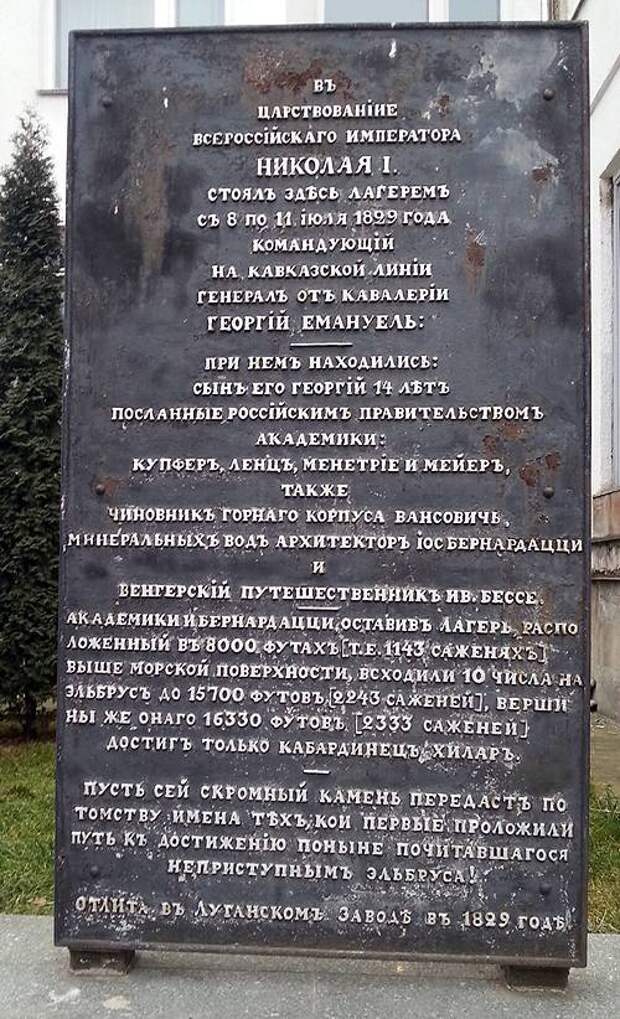 ВЪ
ЦАРСТВОВАНІИЕ
ВСЕРОССІЙСКАГО ИМПЕРАТОРА
НИКОЛАЯ I.
СТОЯЛЪ ЗДѢСЬ ЛАГЕРЕМЪ
СЪ 8 ПО 11 ІЮЛЯ 1829 ГОДА
КОМАНДУЮЩІЙ
НА КАВКАЗСКОЙ ЛИНІИ
ГЕНЕРАЛЪ ОТЪ КАВАЛЕРІИ
ГЕОРГІЙ ЕМАНУЕЛЬ:
ПРИ НЕМЪ НАХОДИЛИСЬ:
СЫНЪ ЕГО ГЕОРГІЙ 14 ЛѢТЪ
ПОСЛАННЫЕ РОССІЙСКИМЪ ПРАВИТЕЛЬСТВОМЪ
АКАДЕМИКИ:
КУПФЕРЪ, ЛЕНЦЪ, МЕНЕТРІЕ И МЕЙЕРЪ,
ТАКЖЕ
ЧИНОВНИКЪ ГОРНАГО КОРПУСА ВАНСОВИЧЬ,
МИНЕРАЛЬНЫХЪ ВОДЪ АРХИТЕКТОРЪ ІОС БЕРНАРДАЦЦИ
И
ВЕНГЕРСКІЙ ПУТЕШЕСТВЕННИКЪ ИВ. БЕССЕ.
АКАДЕМИКИ И БЕРНАРДАЦЦИ, ОСТАВИВЪ ЛАГЕРЬ, РАСПО
ЛОЖЕННЫЙ ВЪ 8000 ФУТАХЪ [Т.Е. 1143 САЖЕНЯХЪ]
ВЫШЕ МОРСКОЙ ПОВЕРХНОСТИ, ВСХОДИЛИ 10 ЧИСЛА НА
ЭЛЬБРУСЪ ДО 15700 ФУТОВЪ [2243 САЖЕНЕЙ], ВЕРШИ
НЫ ЖЕ ОНАГО 16330 ФУТОВЪ [2333 САЖЕНЕЙ]
ДОСТИГЪ ТОЛЬКО КАБАРДИНЕЦЪ ХИЛАРЪ.
ПУСТЬ СЕЙ СКРОМНЫЙ КАМЕНЬ ПЕРЕДАСТЪ ПО
ТОМСТВУ ИМЕНА ТѢХЪ, КОИ ПЕРВЫЕ ПРОЛОЖИЛИ
ПУТЬ КЪ ДОСТИЖЕНІЮ ПОНЫНЕ ПОЧИТАВШАГОСЯ
НЕПРИСТУПНЫМЪ ЭЛЬБРУСА!
ОТЛИТА ВЪ ЛУГАНСКОМЪ ЗАВОДѢ ВЪ 1829 ГОДѢ